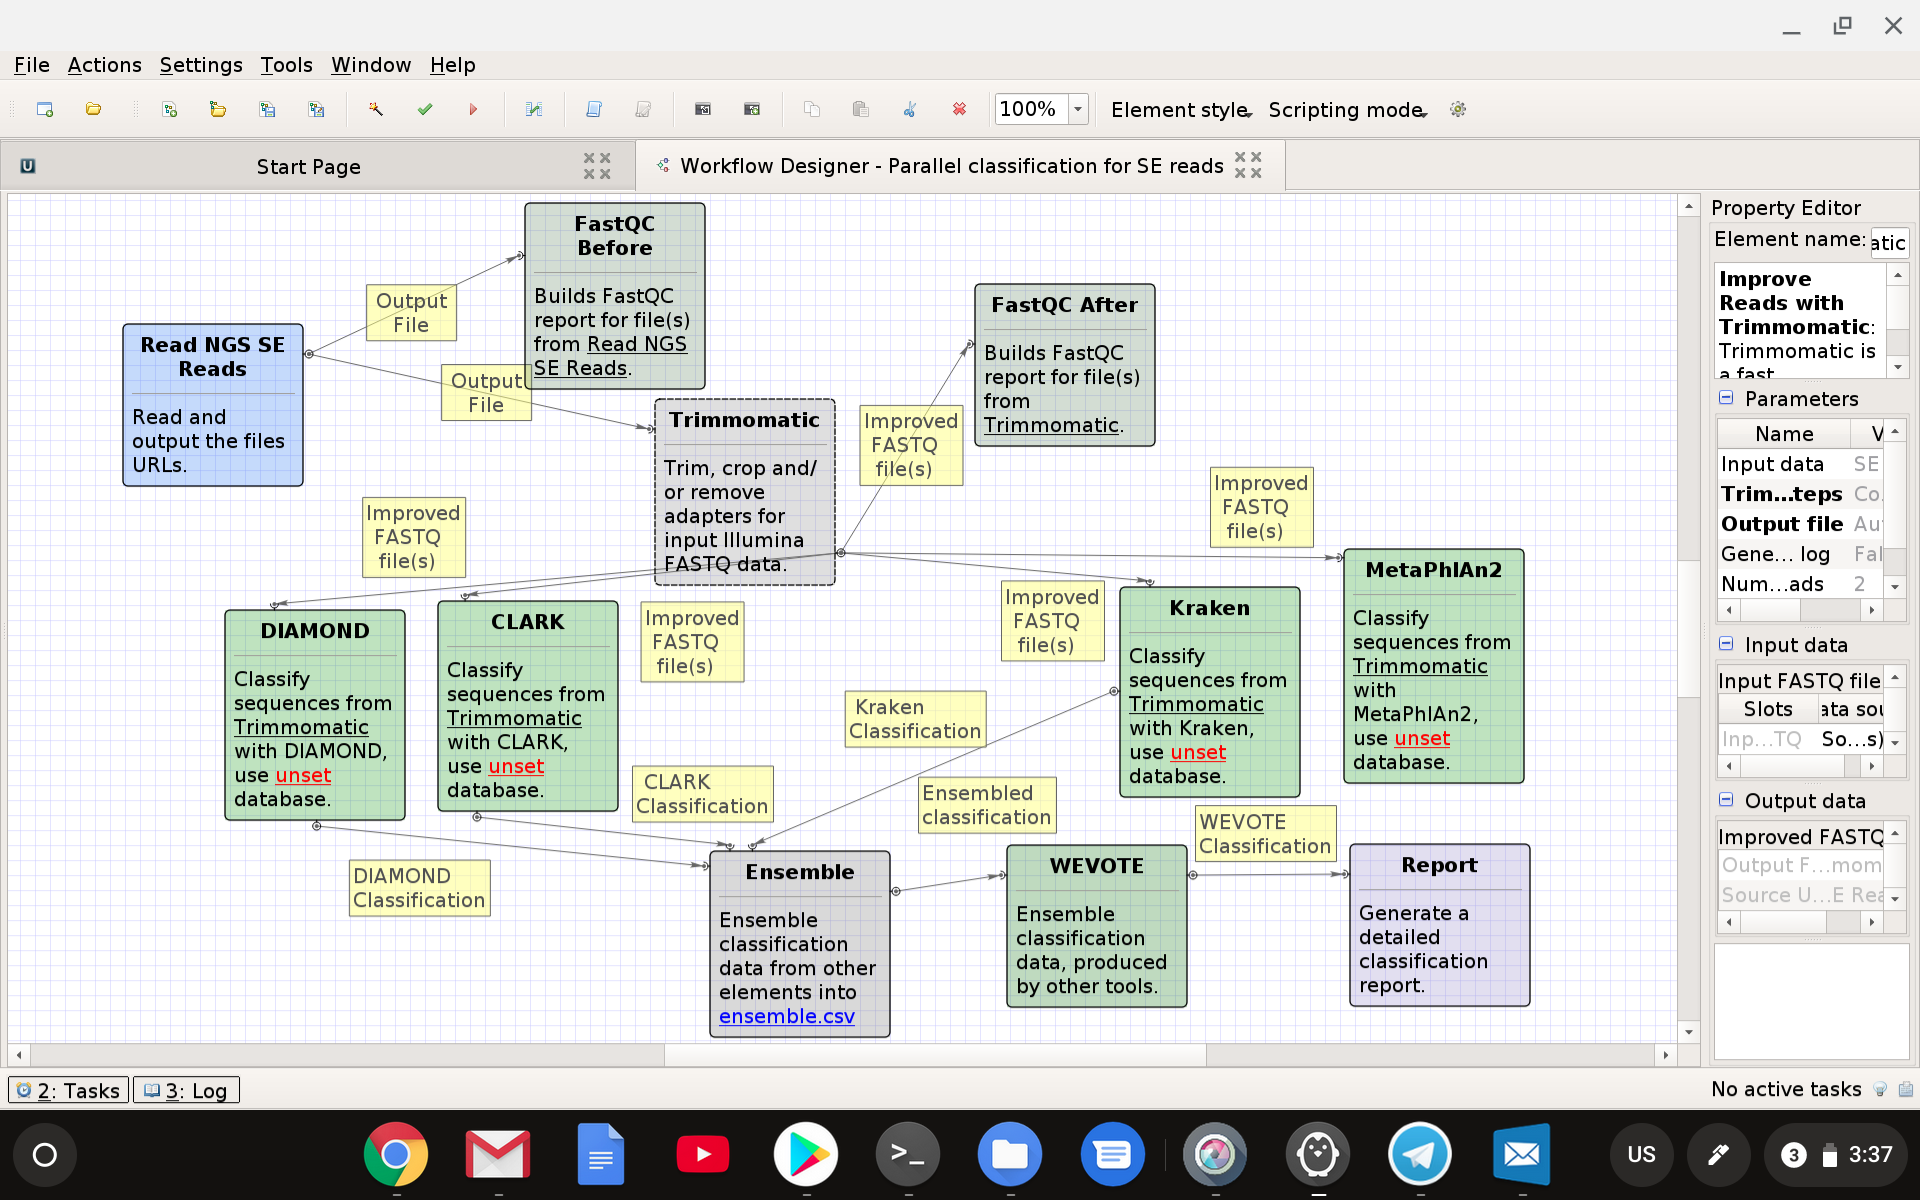 File Actions Settings Tools Window Help
100% Element style Scripting mode
U Start Page
Workflow Designer - Parallel classification for SE reads
FastQC
Before
Builds FastQC
report for file(s)
from Read NGS
SE Reads.
Output
File
Read NGS SE
Reads
Read and
output the files
URLs.
Output
File
FastQC After
Builds FastQC
report for file(s)
from
Trimmomatic.
Trimmomatic
Trim, crop and/
or remove
adapters for
input Illumina
FASTQ data.
Improved
FASTQ
file(s)
Improved
FASTQ
file(s)
Improved
FASTQ
file(s)
DIAMOND
Classify
sequences from
Trimmomatic
with DIAMOND,
use unset
database.
CLARK
Classify
sequences from
Trimmomatic
with CLARK,
use unset
database.
Improved
FASTQ
file(s)
Improved
FASTQ
file(s)
Kraken
Classify
sequences from
Trimmomatic
with Kraken,
use unset
database.
MetaPhlAn2
Classify
sequences from
Trimmomatic
with
MetaPhlAn2,
use unset
database.
Kraken
Classification
CLARK
Classification
Ensembled
classification
WEVOTE
Classification
DIAMOND
Classification
Ensemble
Ensemble
classification
data from other
elements into
ensemble.csv
WEVOTE
Ensemble
classification
data, produced
by other tools.
Report
Generate a
detailed
classification
report.
Property Editor
Element name: atic
Improve
Reads with
Trimmomatic:
Trimmomatic is
a fast
Parameters
Name V
Input data SE
Trim...teps Co.
Output file Au
Gene... log Fal
Num...ads 2
Input data
Input FASTQ file
Slots ata sou
Inp...TQ So...s)
Output data
Improved FASTQ
Output F...mom
Source U...E Rea
2: Tasks 3: Log
No active tasks
US 3 3:37